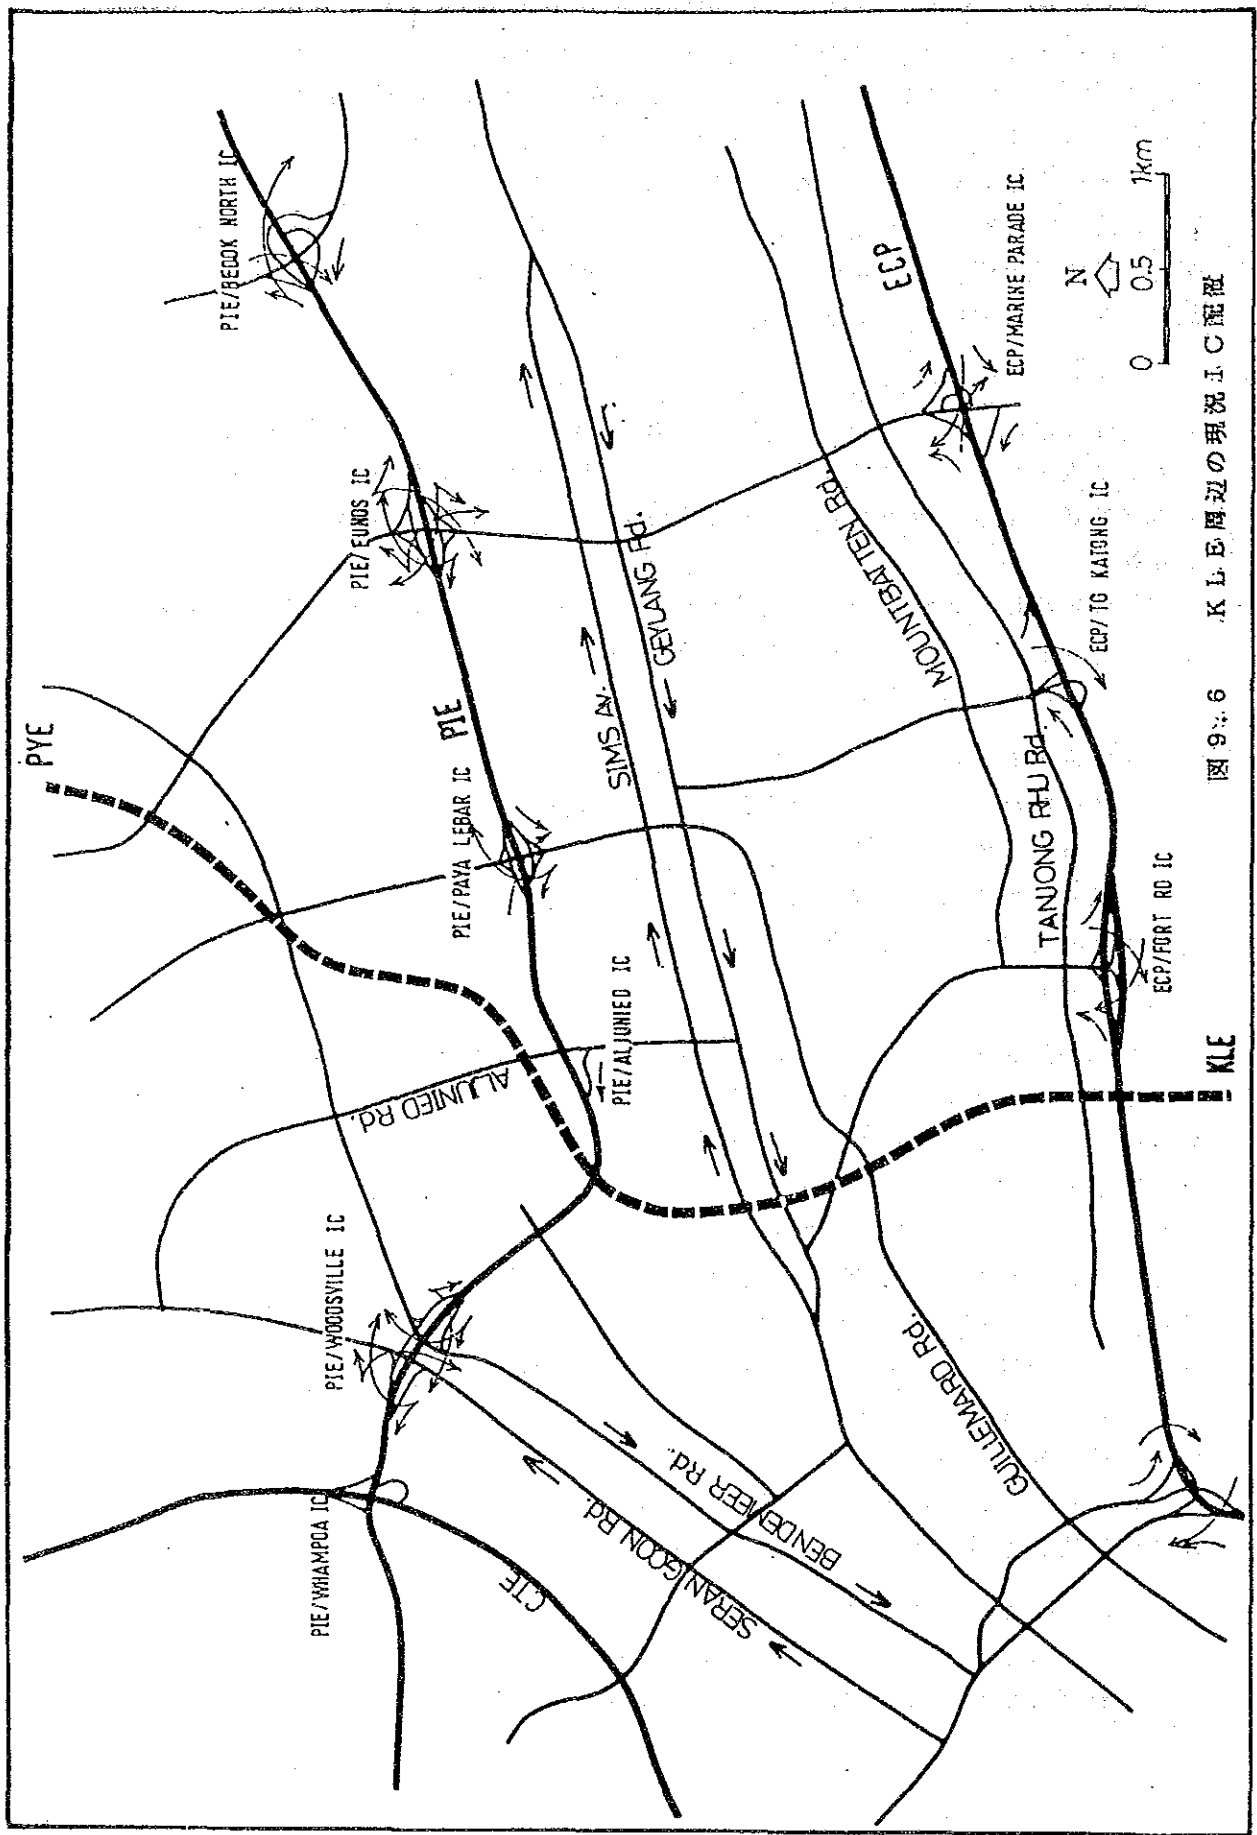 PYE
PIE/BEDOK NORTH IC
PIE/EUNOS IC
PIE
PIE/PAYA LEBAR IC
PIE/WOODSVILLE IC
PIE/WHAMPOA IC
PIE/ALJUNIED IC
ALJUNIED Rd.
CTE
SERANGOON Rd.
BENDEMEER Rd.
SIMS Av.
GEYLANG Rd.
GUILLEMARD Rd.
MOUNTBATTEN Rd.
TANJONG RHU Rd.
ECP
ECP/MARINE PARADE IC
ECP/TG KATONG IC
ECP/FORT RD IC
KLE
N
0 0.5 1km
図 9.6 KLE周辺の現況IC配置